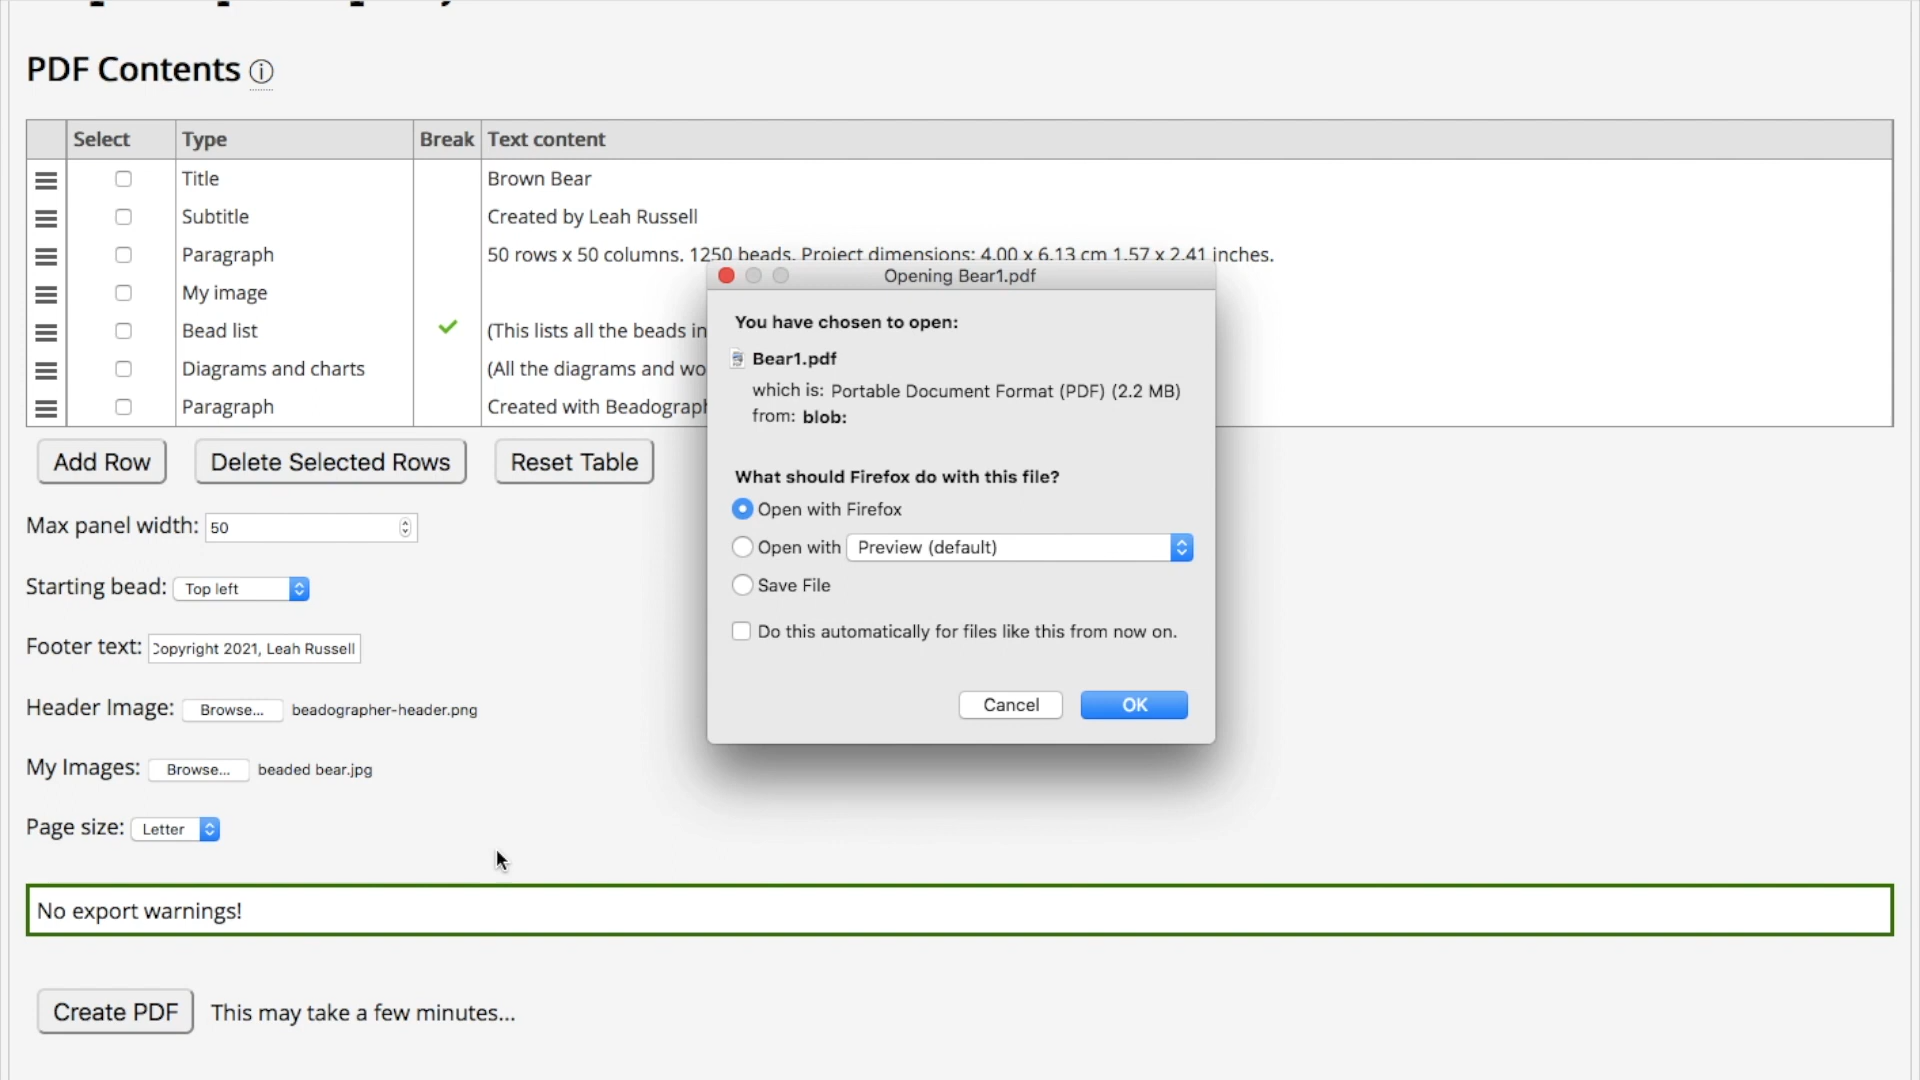 PDF Contents ⓘ
Select Type Break Text content
Title Brown Bear
Subtitle Created by Leah Russell
Paragraph 50 rows x 50 columns. 1250 beads. Project dimensions: 4.00 x 6.13 cm 1.57 x 2.41 inches.
My image
Bead list (This lists all the beads in
Diagrams and charts (All the diagrams and wo
Paragraph Created with Beadograph
Add Row Delete Selected Rows Reset Table
Max panel width: 50
Starting bead: Top left
Footer text: Copyright 2021, Leah Russell
Header Image: Browse... beadographer-header.png
My Images: Browse... beaded bear.jpg
Page size: Letter
No export warnings!
Create PDF This may take a few minutes...
Opening Bear1.pdf
You have chosen to open:
Bear1.pdf
which is: Portable Document Format (PDF) (2.2 MB)
from: blob:
What should Firefox do with this file?
Open with Firefox
Open with Preview (default)
Save File
Do this automatically for files like this from now on.
Cancel OK